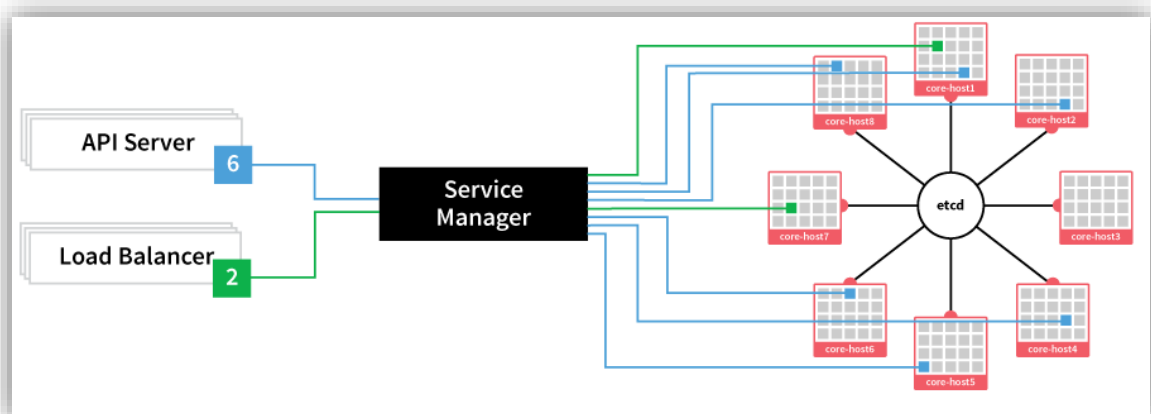 API Server
6
Load Balancer
2
Service
Manager
core-host1
core-host2
core-host8
etcd
core-host7
core-host3
core-host6
core-host4
core-host5